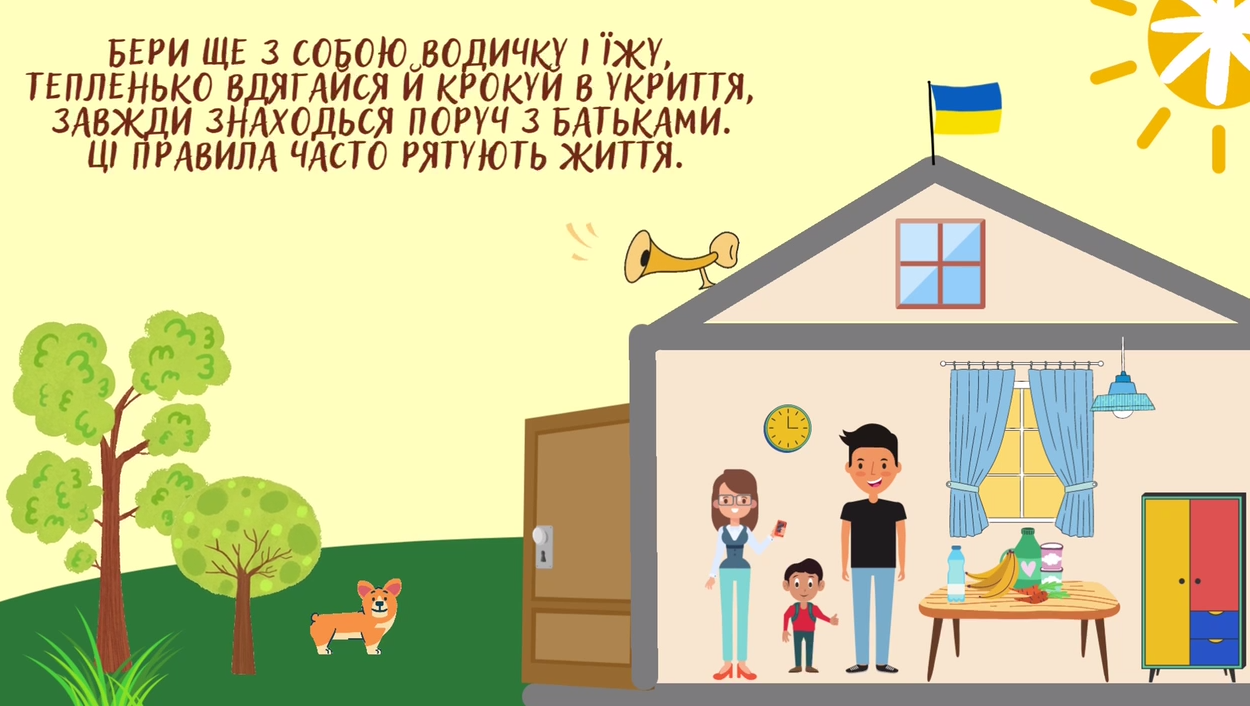 БЕРИ ЩЕ З СОБОЮ ВОДИЧКУ І ЇЖУ,
ТЕПЛЕНЬКО ВДЯГАЙСЯ Й КРОКУЙ В УКРИТТЯ,
ЗАВЖДИ ЗНАХОДЬСЯ ПОРУЧ З БАТЬКАМИ.
ЦІ ПРАВИЛА ЧАСТО РЯТУЮТЬ ЖИТТЯ.